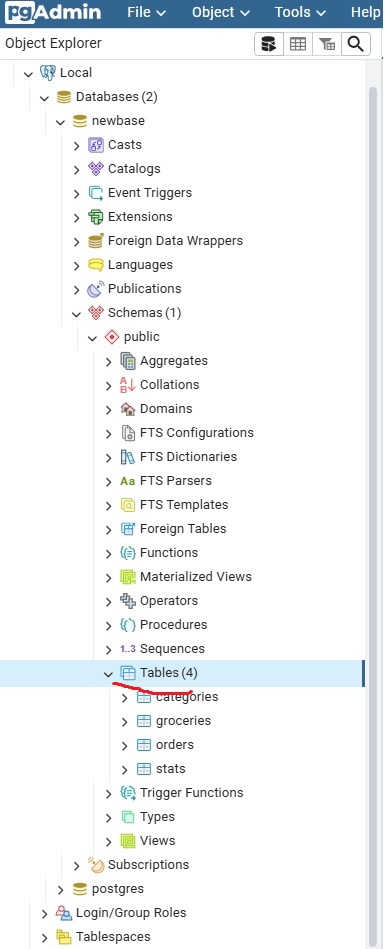 pgAdmin File Object Tools Help
Object Explorer
Local
Databases (2)
newbase
Casts
Catalogs
Event Triggers
Extensions
Foreign Data Wrappers
Languages
Publications
Schemas (1)
public
Aggregates
Collations
Domains
FTS Configurations
FTS Dictionaries
Aa FTS Parsers
FTS Templates
Foreign Tables
Functions
Materialized Views
Operators
Procedures
1..3 Sequences
Tables (4)
categories
groceries
orders
stats
Trigger Functions
Types
Views
Subscriptions
postgres
Login/Group Roles
Tablespaces